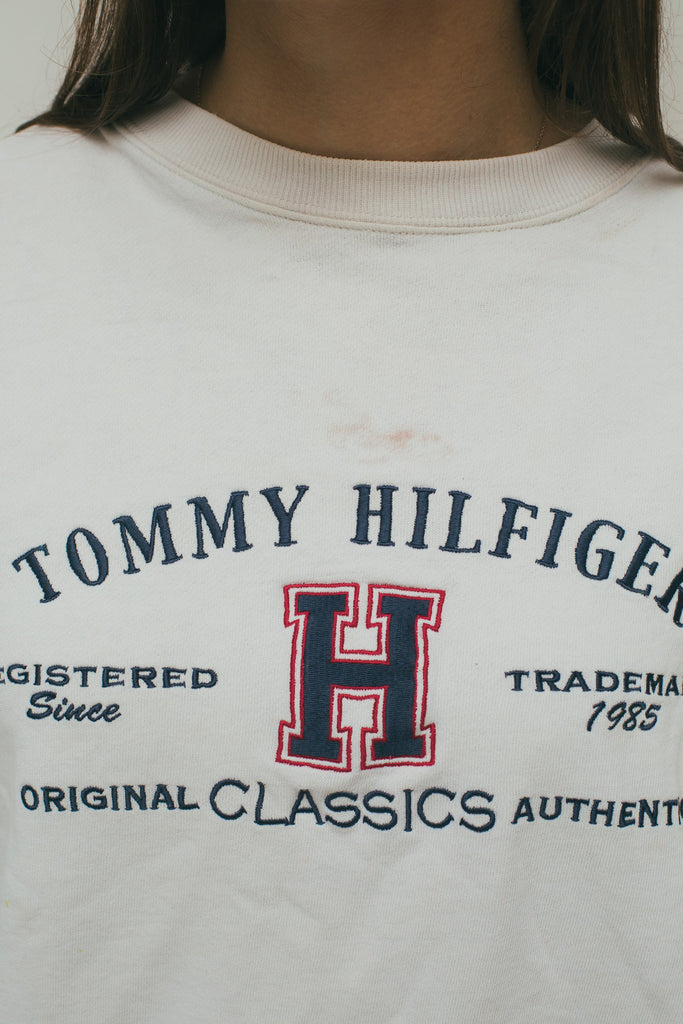 TOMMY HILFIGER
H
EGISTERED TRADEMA
Since 1985
ORIGINAL CLASSICS AUTHENT